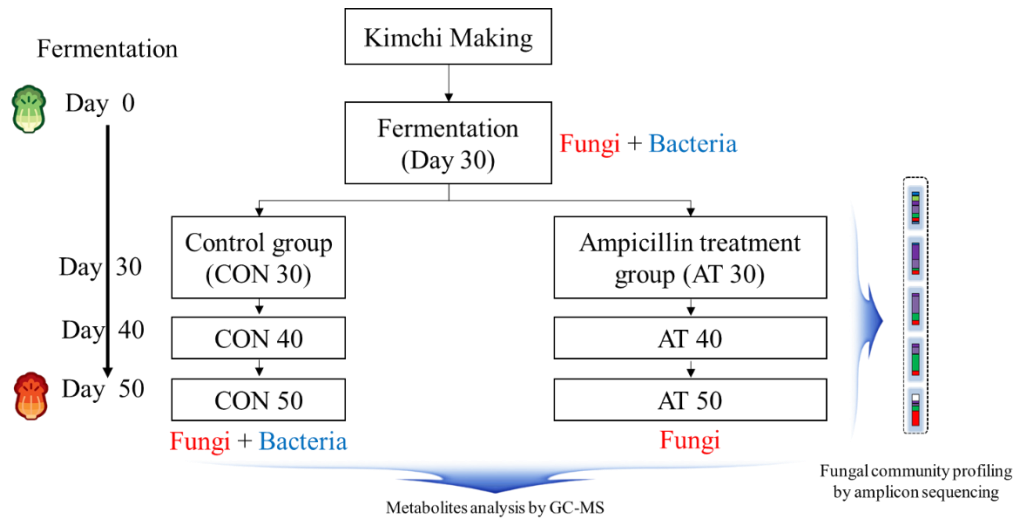 Kimchi Making
Fermentation
Day 0
Fermentation
(Day 30)
Fungi + Bacteria
Control group
(CON 30)
Ampicillin treatment
group (AT 30)
Day 30
Day 40
CON 40
AT 40
Day 50
CON 50
AT 50
Fungi + Bacteria
Fungi
Fungal community profiling
by amplicon sequencing
Metabolites analysis by GC-MS